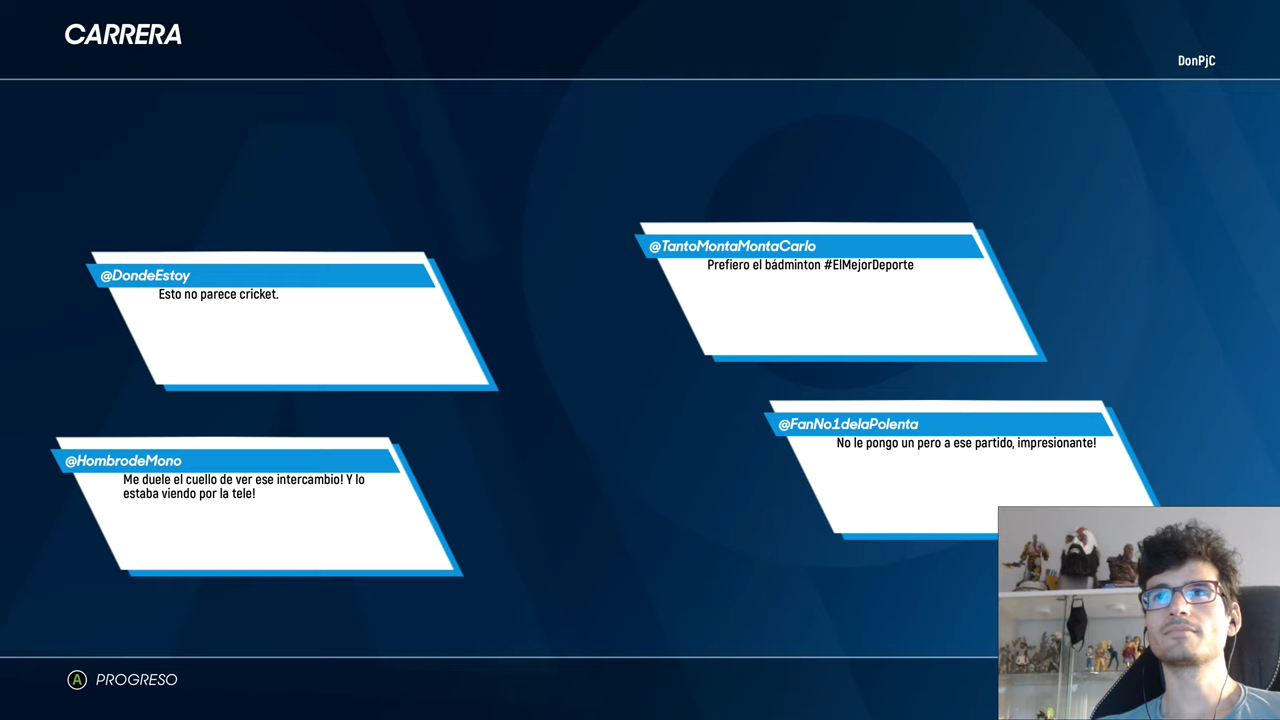 CARRERA
DonPjC
@DondeEstoy
Esto no parece cricket.
@TantoMontaMontaCarlo
Prefiero el bádminton #ElMejorDeporte
@HombrodeMono
Me duele el cuello de ver ese intercambio! Y lo
estaba viendo por la tele!
@FanNo1delaPolenta
No le pongo un pero a ese partido, impresionante!
A PROGRESO